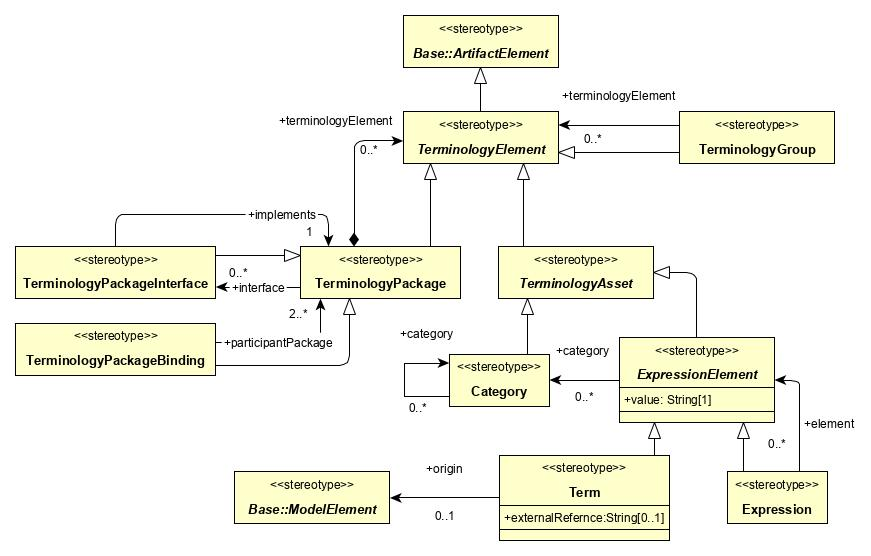 <<stereotype>>
Base::ArtifactElement
+terminologyElement
+terminologyElement
<<stereotype>>
TerminologyElement
0..*
0..*
<<stereotype>>
TerminologyGroup
+implements
1
<<stereotype>>
TerminologyPackageInterface
0..*
+interface
<<stereotype>>
TerminologyPackage
<<stereotype>>
TerminologyAsset
2..*
<<stereotype>>
TerminologyPackageBinding
+participantPackage
+category
0..*
<<stereotype>>
Category
+category
0..*
<<stereotype>>
ExpressionElement
+value: String[1]
+element
0..*
+origin
0..1
<<stereotype>>
Base::ModelElement
<<stereotype>>
Term
+externalRefernce:String[0..1]
<<stereotype>>
Expression